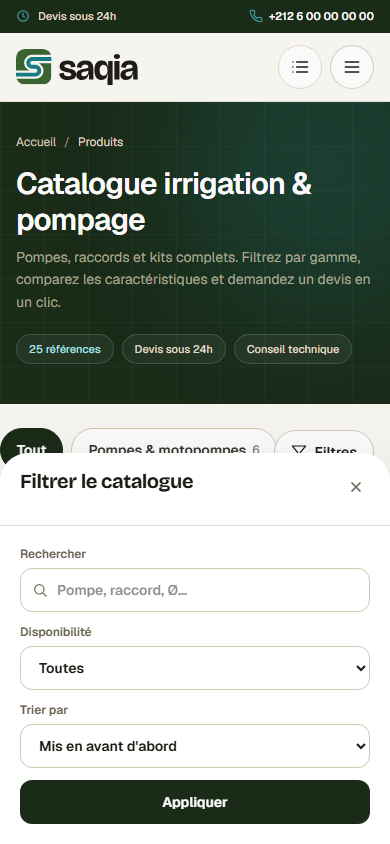 Devis sous 24h
+212 6 00 00 00 00
saqia
Accueil / Produits
Catalogue irrigation &
pompage
Pompes, raccords et kits complets. Filtrez par gamme,
comparez les caractéristiques et demandez un devis en
un clic.
25 références
Devis sous 24h
Conseil technique
Tout
Pompes & motopompes 6
Filtres
Filtrer le catalogue
Rechercher
Pompe, raccord, Ø...
Disponibilité
Toutes
Trier par
Mis en avant d'abord
Appliquer